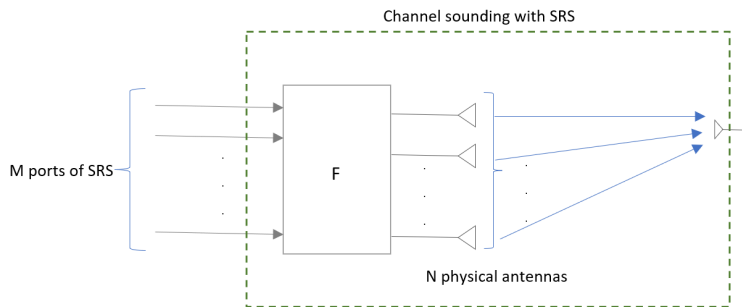 Channel sounding with SRS
M ports of SRS
F
N physical antennas